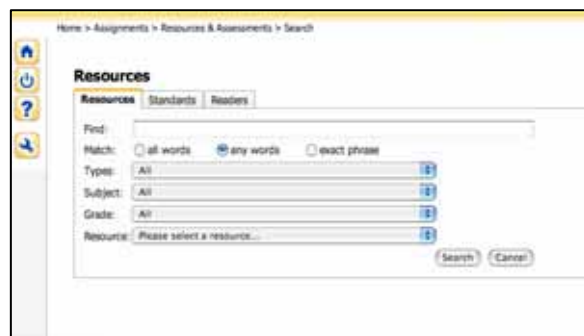 Home > Assignments > Resources & Assessments > Search
?
Resources
Resources Standards Readers
Find:
Match: all words any words exact phrase
Types: All
Subject: All
Grade: All
Resource: Please select a resource...
Search Cancel